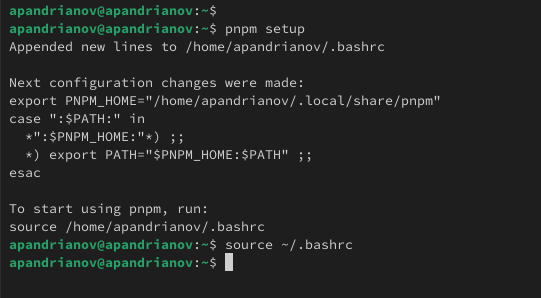 apandrianov@apandrianov:~$
apandrianov@apandrianov:~$ pnpm setup
Appended new lines to /home/apandrianov/.bashrc

Next configuration changes were made:
export PNPM_HOME="/home/apandrianov/.local/share/pnpm"
case ":$PATH:" in
  *":$PNPM_HOME:"*) ;;
  *) export PATH="$PNPM_HOME:$PATH" ;;
esac

To start using pnpm, run:
source /home/apandrianov/.bashrc
apandrianov@apandrianov:~$ source ~/.bashrc
apandrianov@apandrianov:~$